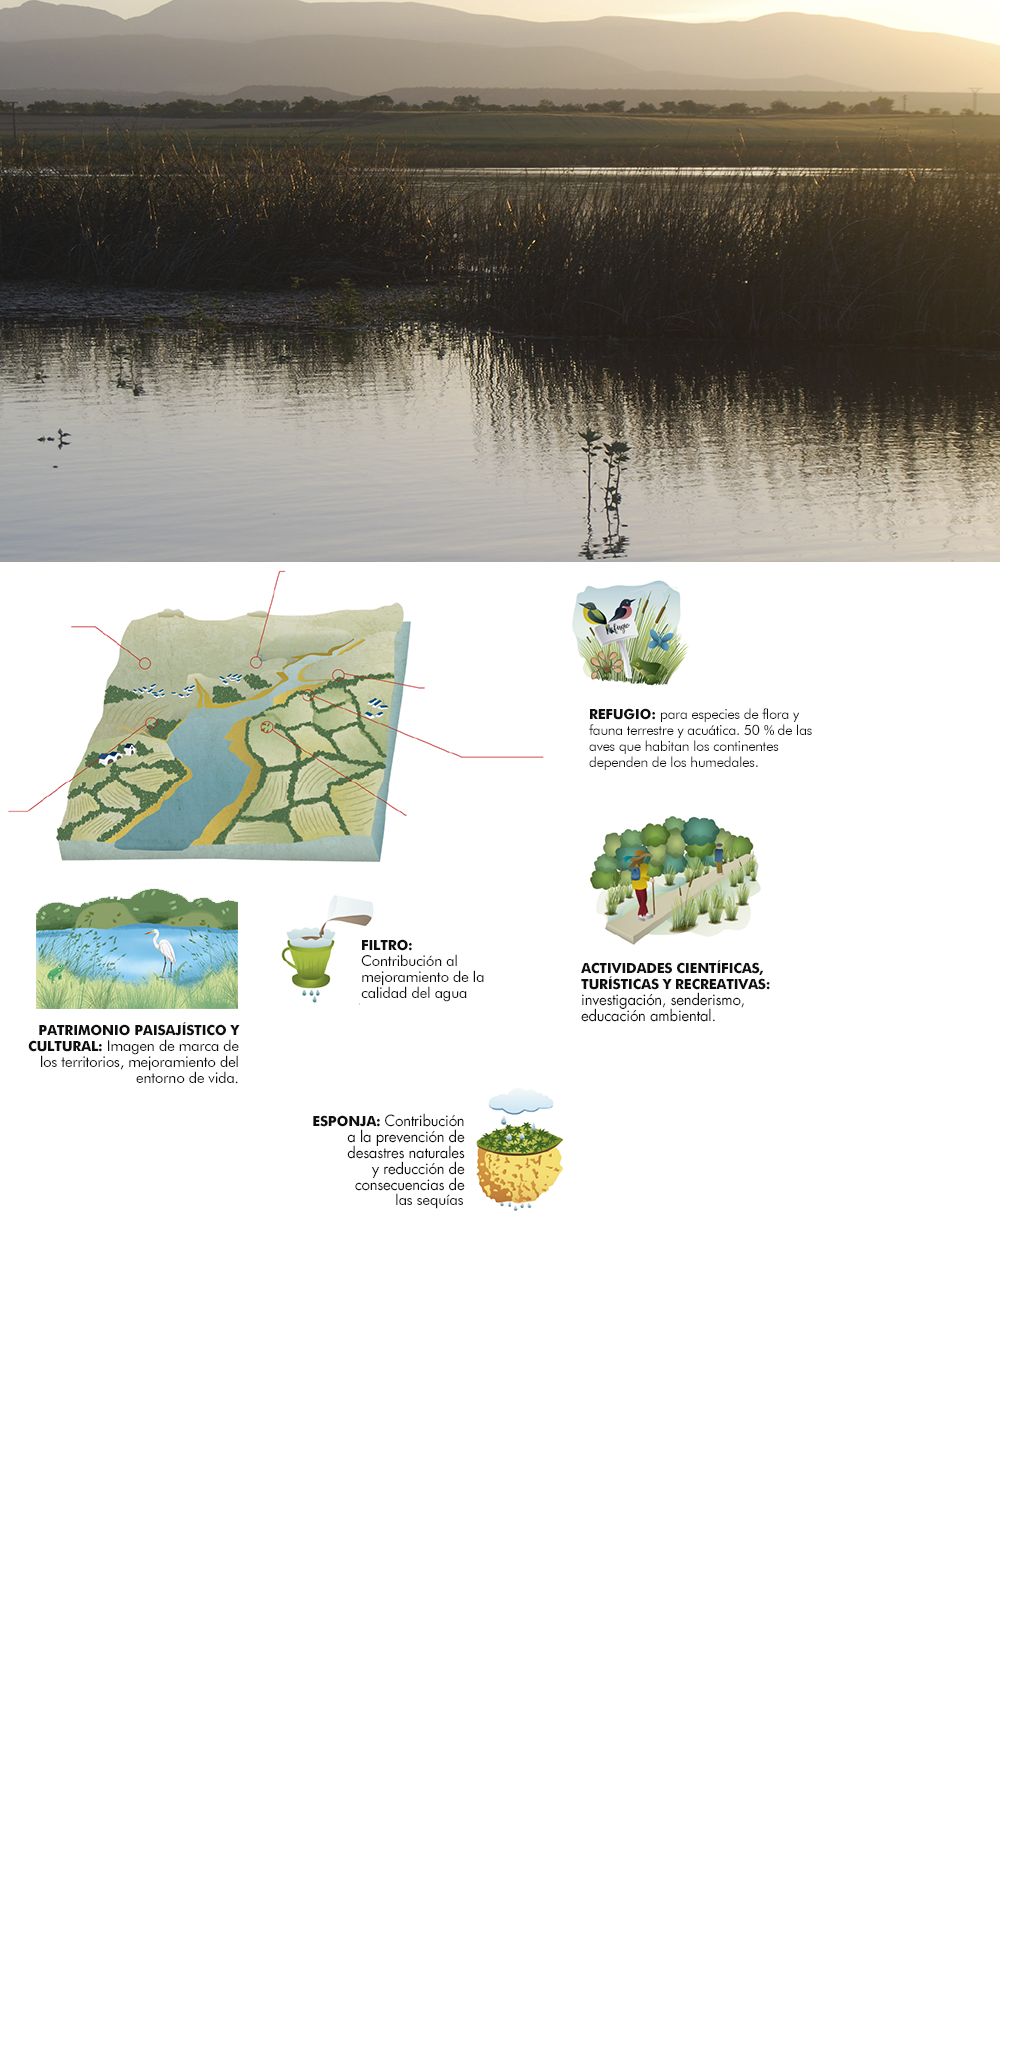 Refugio
REFUGIO: para especies de flora y
fauna terrestre y acuática. 50 % de las
aves que habitan los continentes
dependen de los humedales.
FILTRO:
Contribución al
mejoramiento de la
calidad del agua
ACTIVIDADES CIENTÍFICAS,
TURÍSTICAS Y RECREATIVAS:
investigación, senderismo,
educación ambiental.
PATRIMONIO PAISAJÍSTICO Y
CULTURAL: Imagen de marca de
los territorios, mejoramiento del
entorno de vida.
ESPONJA: Contribución
a la prevención de
desastres naturales
y reducción de
consecuencias de
las sequías